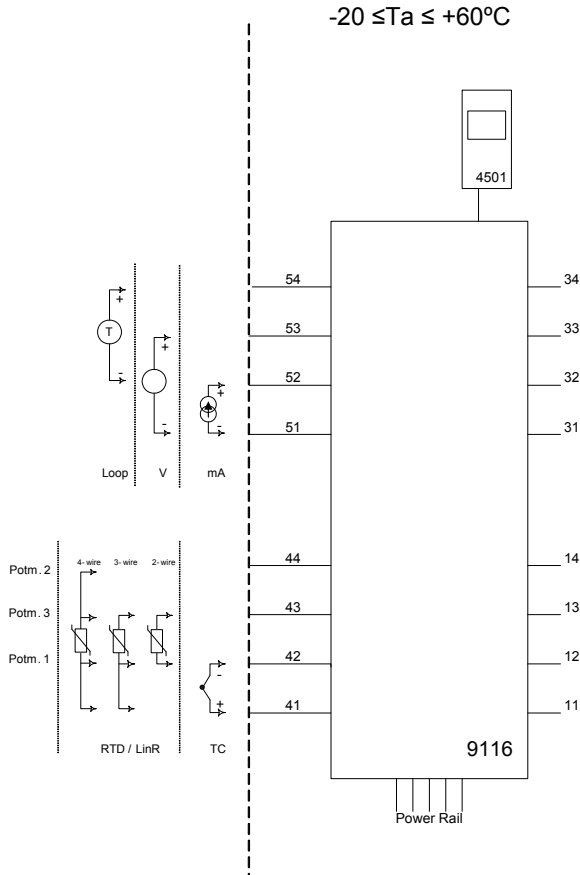 -20 ≤Ta ≤ +60ºC
4501
54 34
+
53 33
T
+
- 52 32
+
51 31
- -
Loop V mA
44 14
4- wire 3- wire 2- wire
Potm. 2
43 13
Potm. 3
42 12
Potm. 1
-
+
41 11
RTD / LinR TC
9116
Power Rail